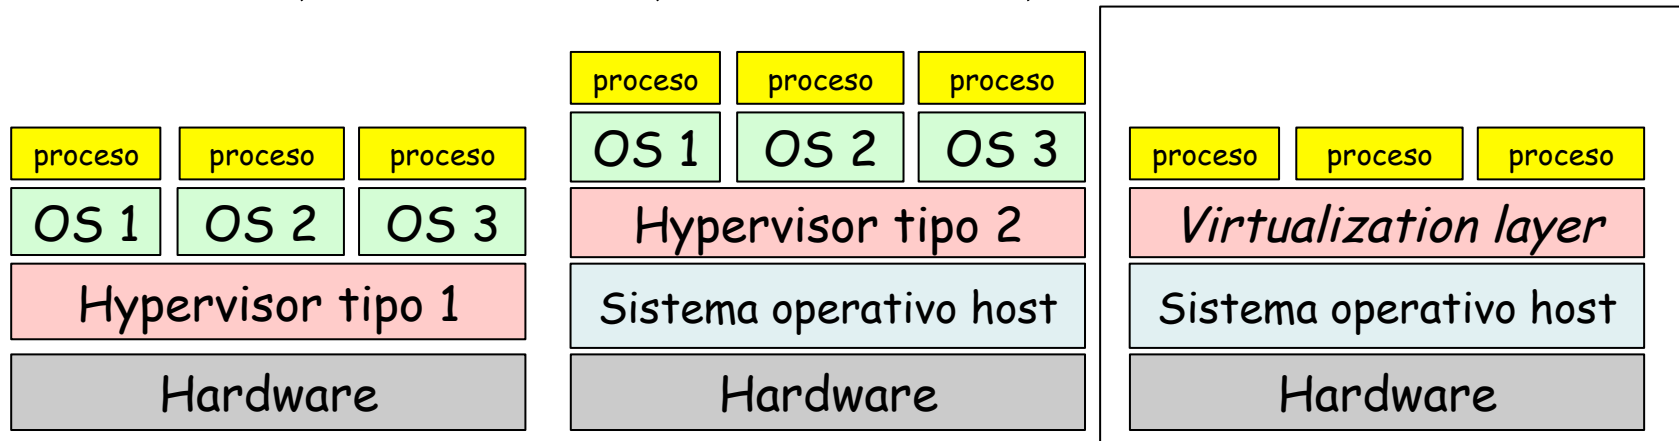 proceso proceso proceso
OS 1 OS 2 OS 3
Hypervisor tipo 1
Hardware
proceso proceso proceso
OS 1 OS 2 OS 3
Hypervisor tipo 2
Sistema operativo host
Hardware
proceso proceso proceso
Virtualization layer
Sistema operativo host
Hardware